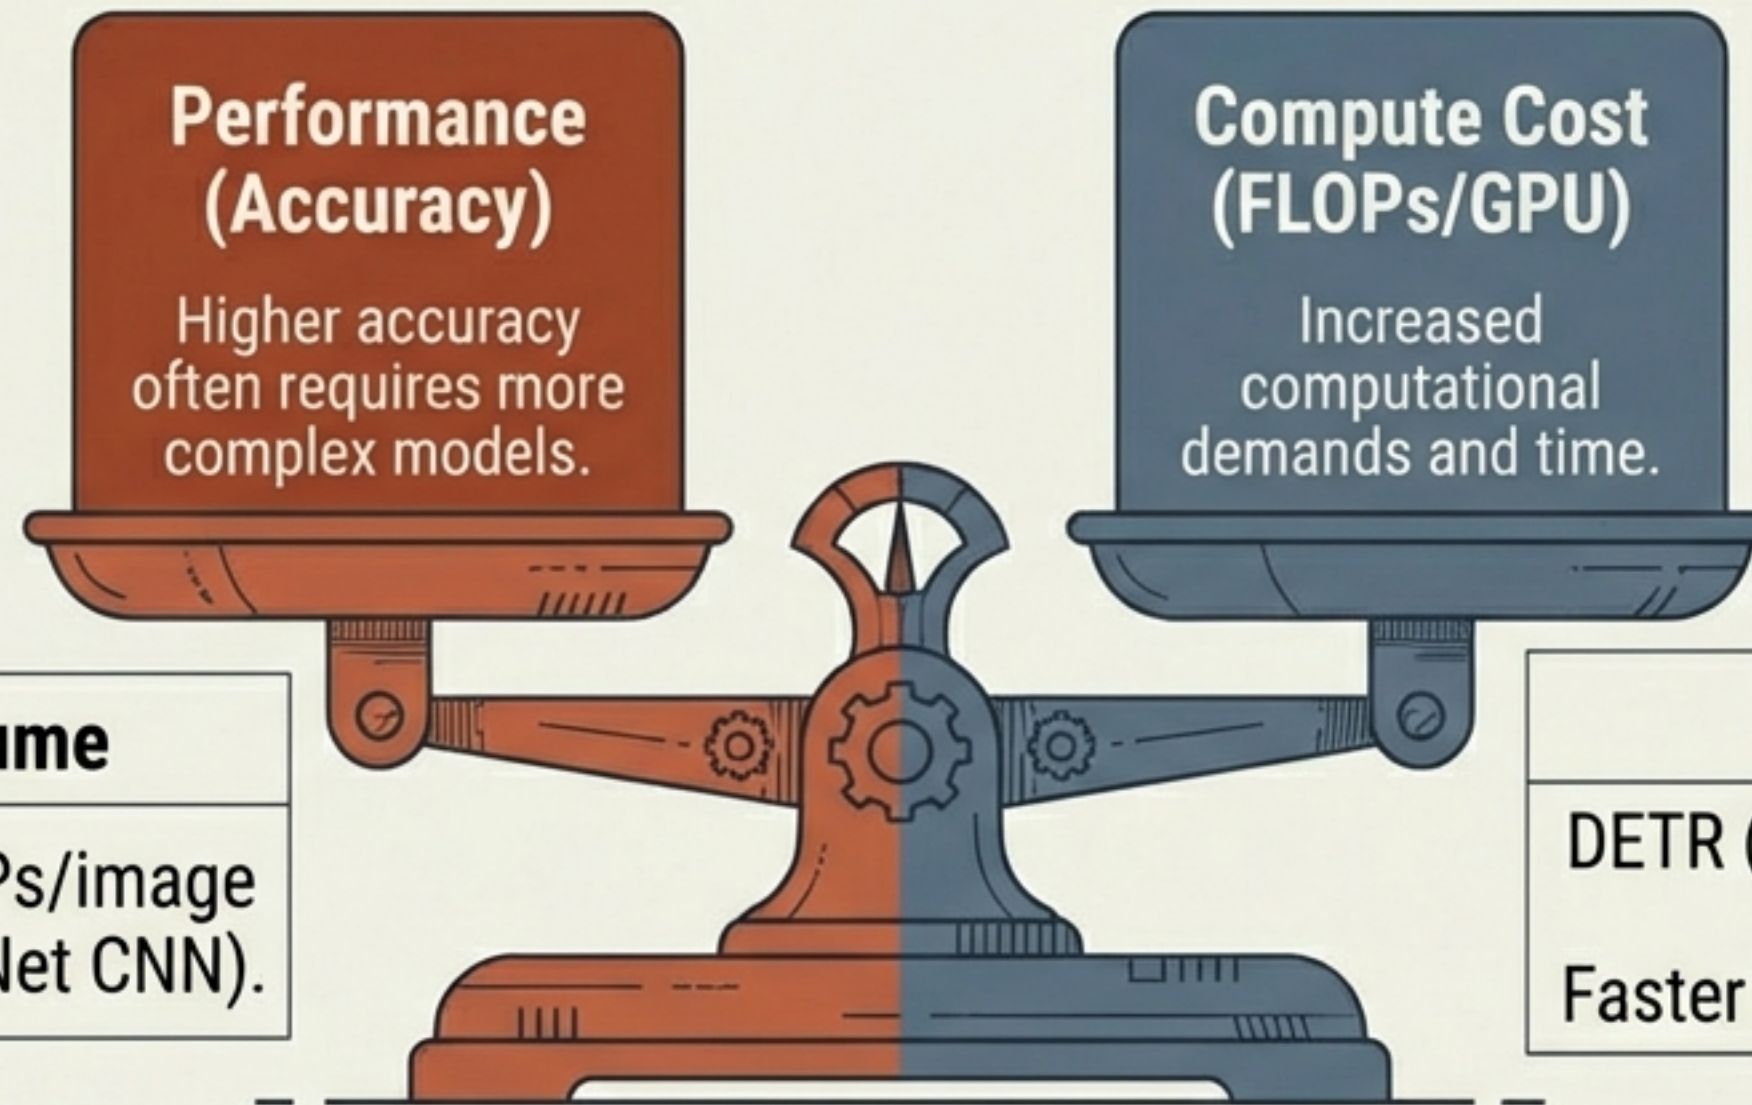 Performance
(Accuracy)
Higher accuracy
often requires more
complex models.
Compute Cost
(FLOPs/GPU)
Increased
computational
demands and time.
Ps/image
Net CNN).
DETR (
Faster